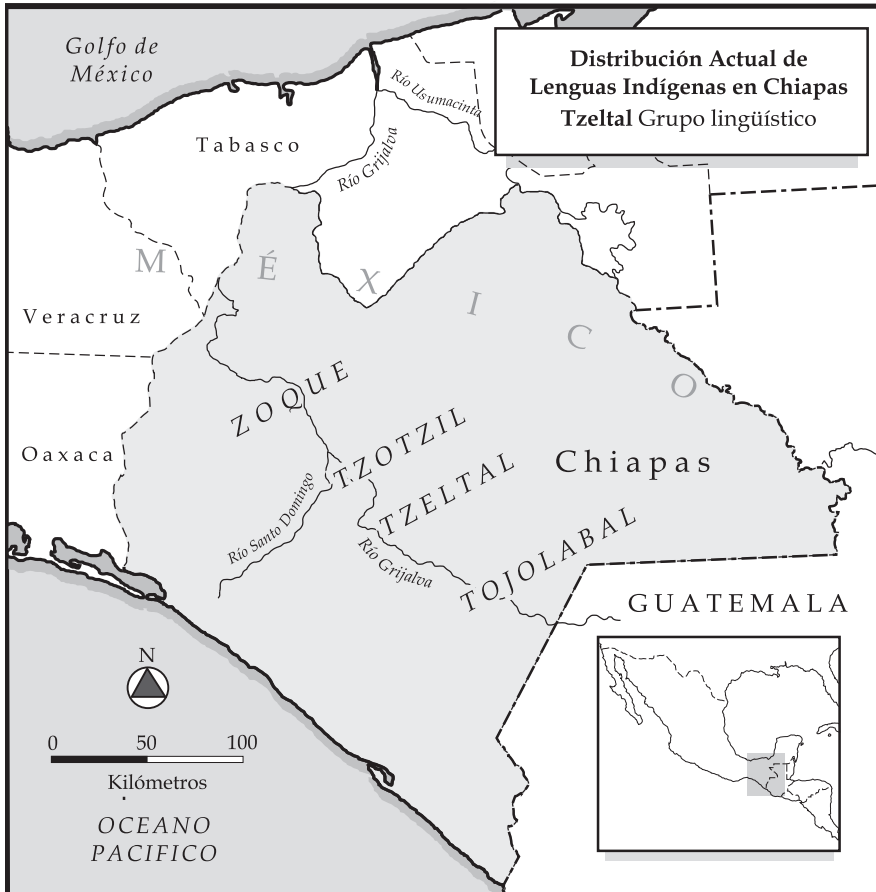 Golfo de
México
Distribución Actual de
Lenguas Indígenas en Chiapas
Tzeltal Grupo lingüístico
Río Usumacinta
Tabasco
Río Grijalva
MÉXICO
Veracruz
ZOQUE
TZOTZIL
Oaxaca
Chiapas
TZELTAL
Río Santo Domingo
Río Grijalva
TOJOLABAL
GUATEMALA
N
0 50 100
Kilómetros
OCEANO
PACIFICO